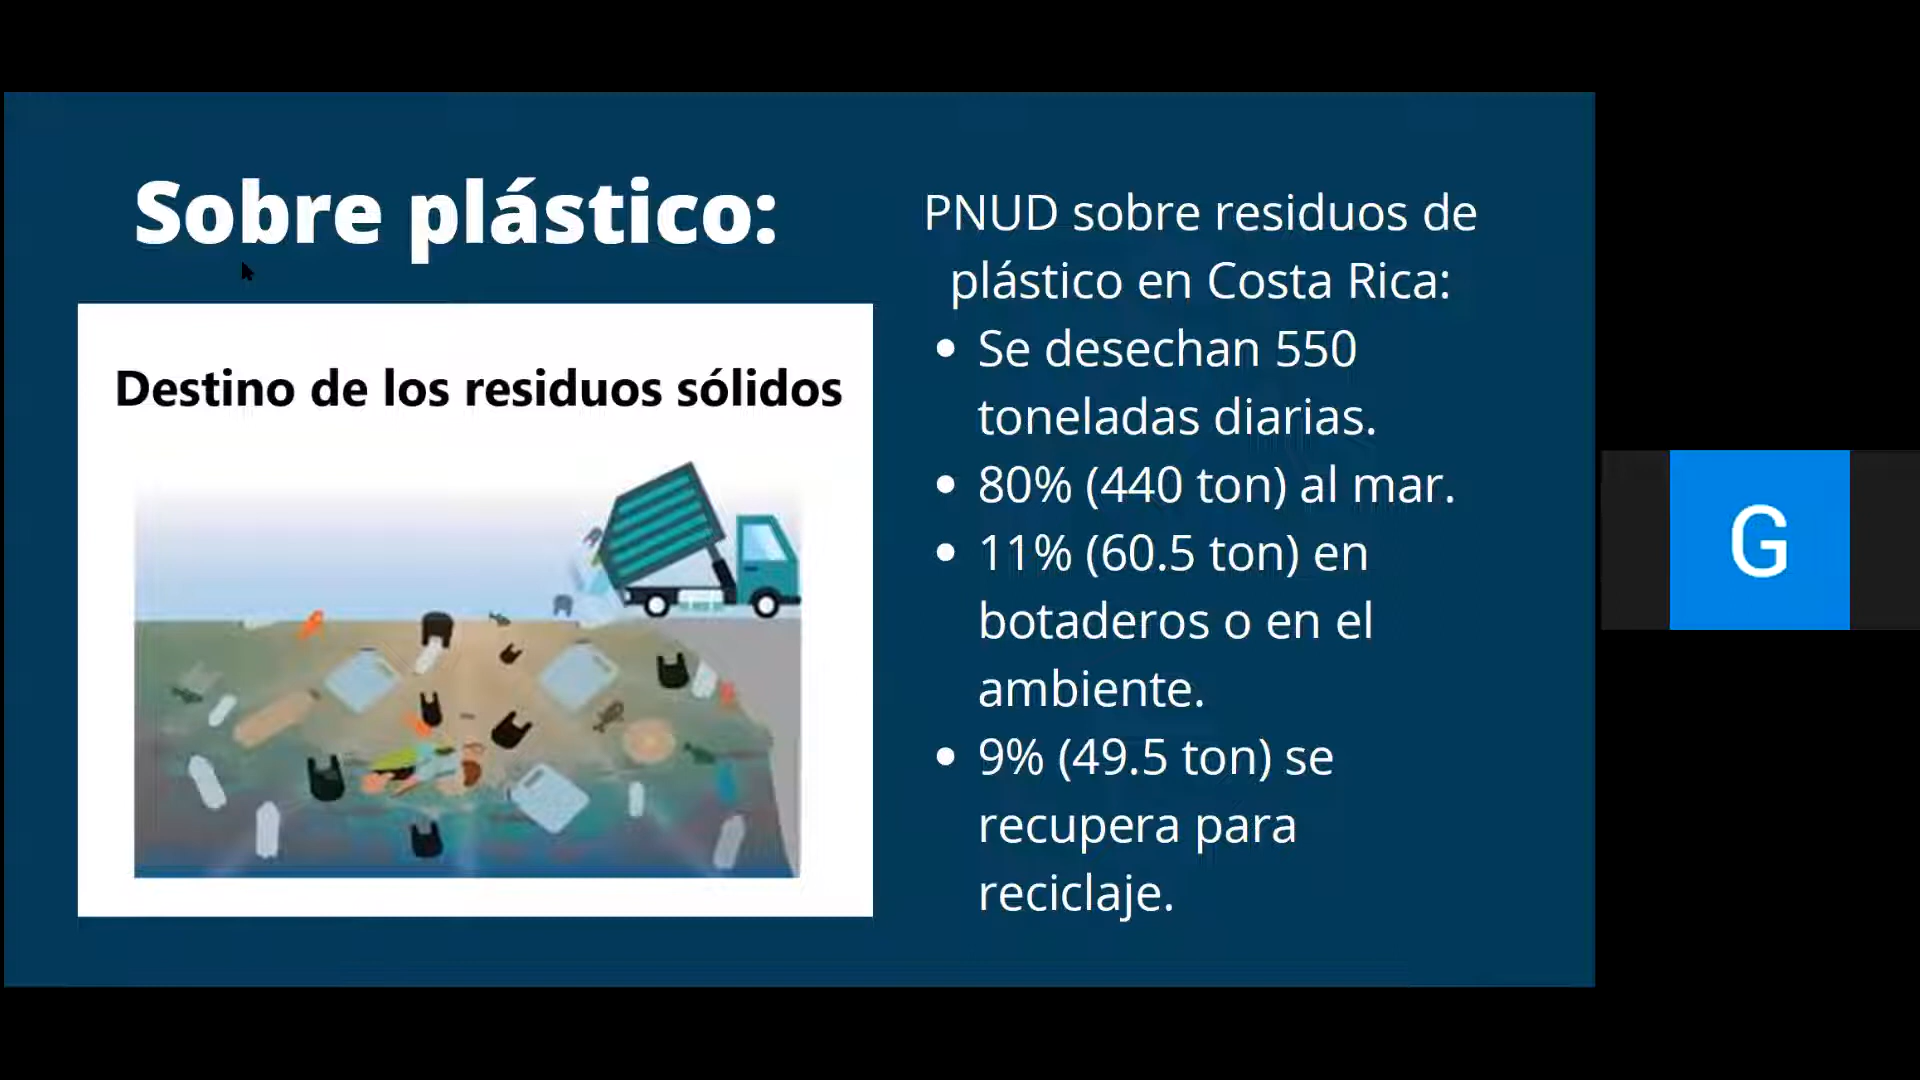 Sobre plástico:
Destino de los residuos sólidos
PNUD sobre residuos de
plástico en Costa Rica:
• Se desechan 550
toneladas diarias.
• 80% (440 ton) al mar.
• 11% (60.5 ton) en
botaderos o en el
ambiente.
• 9% (49.5 ton) se
recupera para
reciclaje.
G